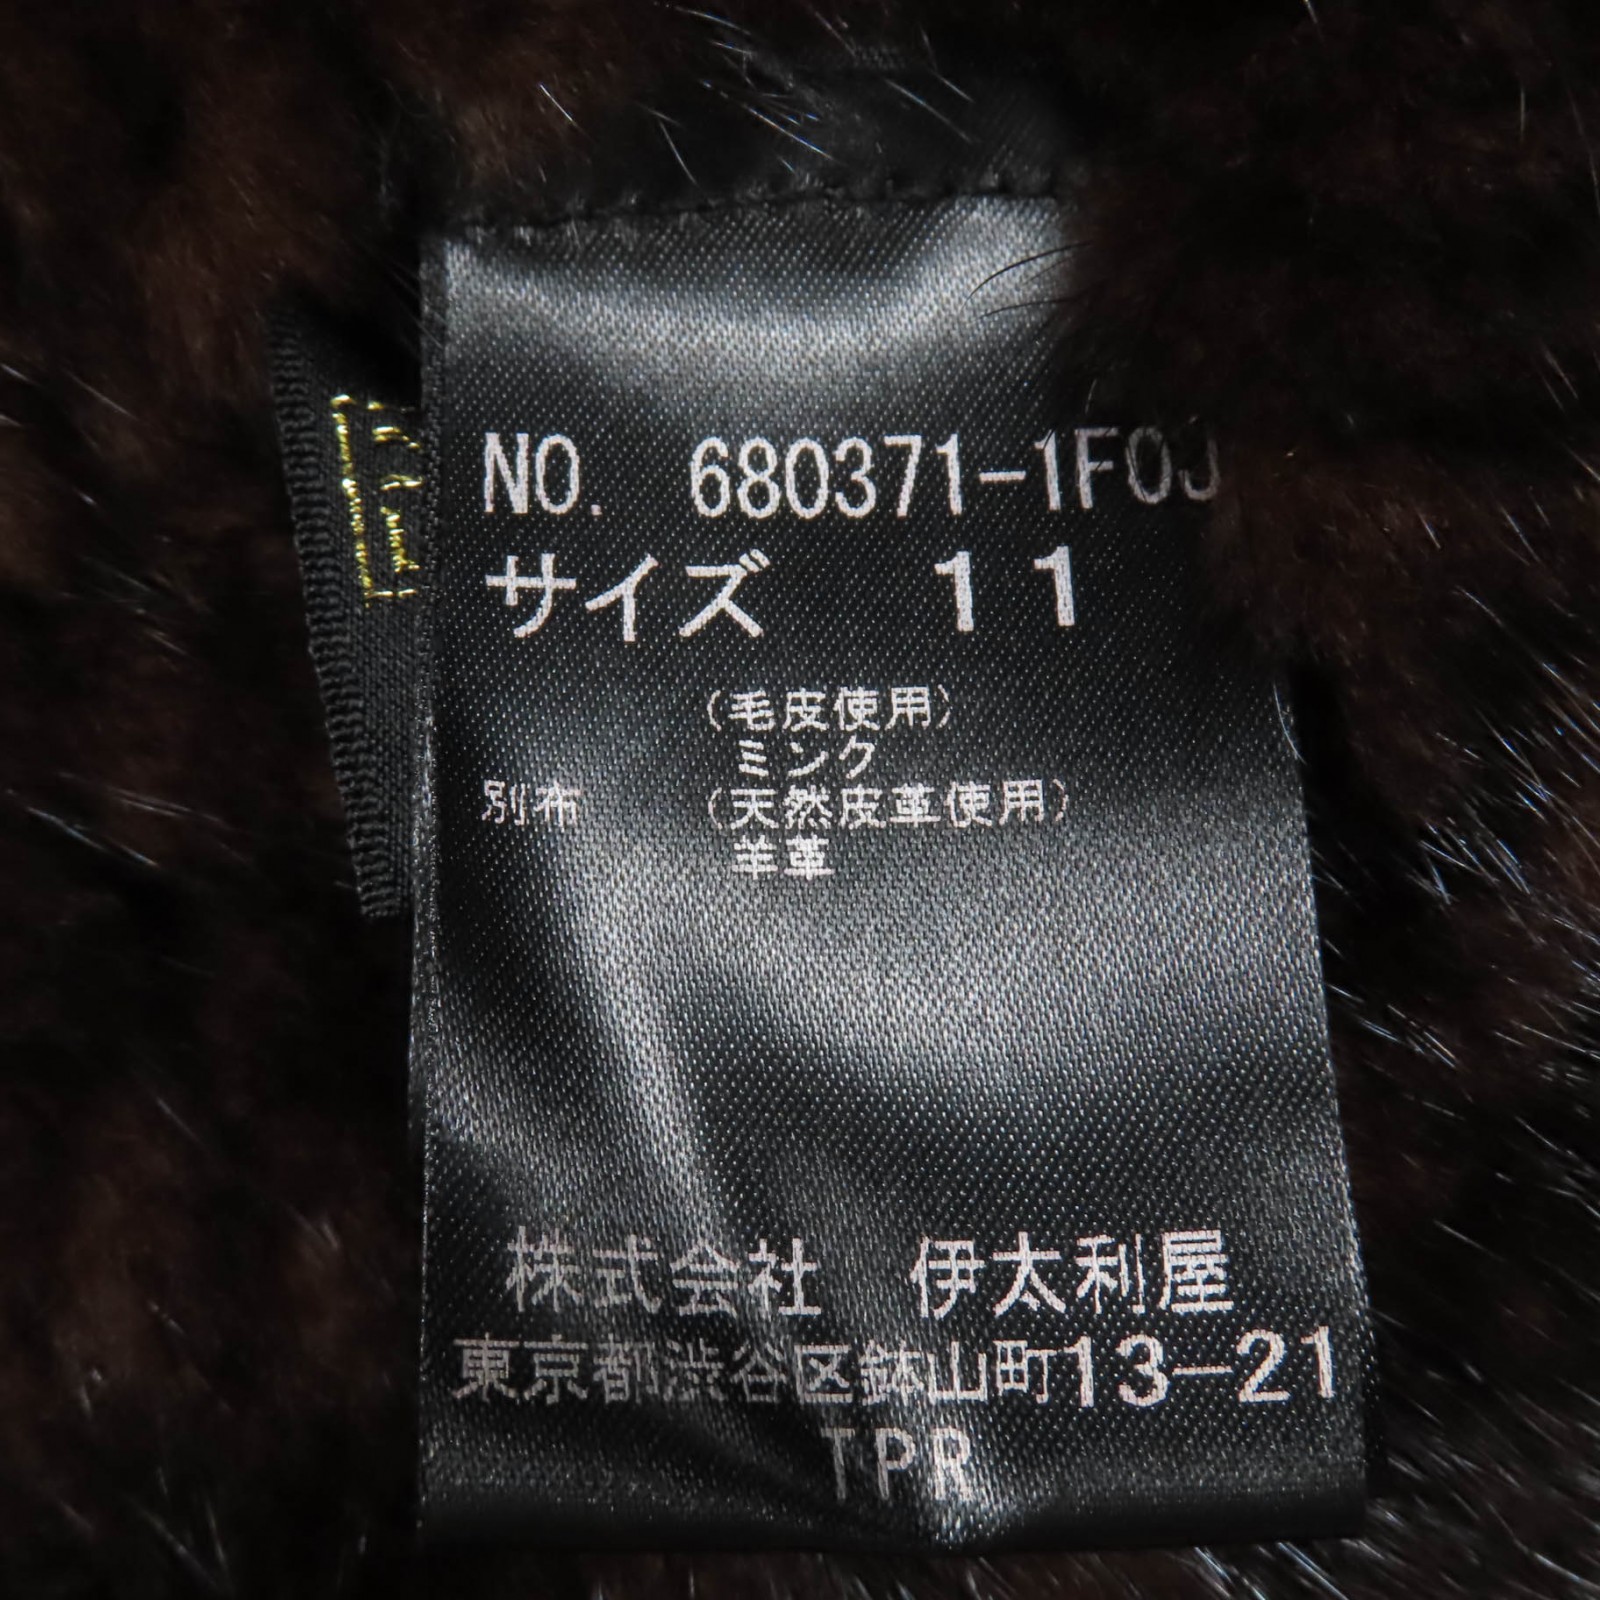 NO. 680371-1F00
サイズ 11
(毛皮使用)
ミンク
別布 (天然皮革使用)
羊革
株式会社 伊太利屋
東京都渋谷区鉢山町13-21
TPR